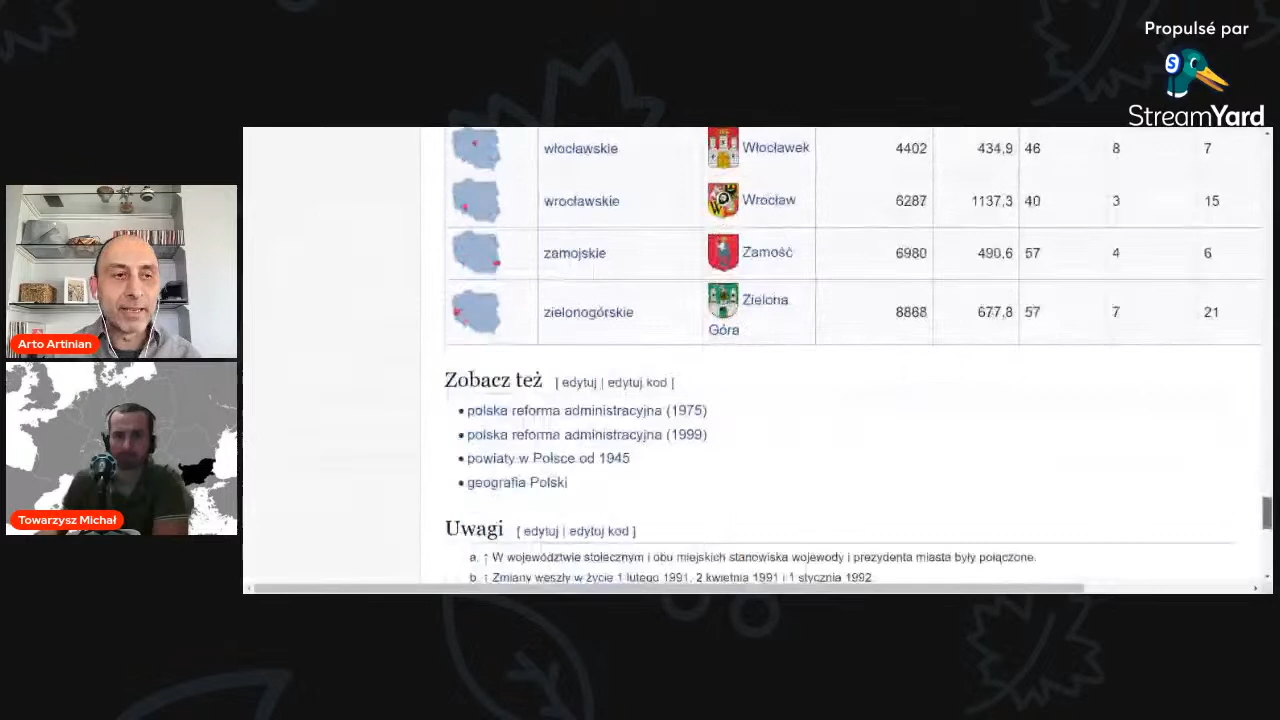 Propulsé par
S
StreamYard
włocławskie Włocławek 4402 434,9 46 8 7
wrocławskie Wrocław 6287 1137,3 40 3 15
zamojskie Zamość 6980 490,6 57 4 6
zielonogórskie Zielona Góra 8868 677,8 57 7 21
Arto Artinian
Towarzysz Michał
Zobacz też [ edytuj | edytuj kod ]
• polska reforma administracyjna (1975)
• polska reforma administracyjna (1999)
• powiaty w Polsce od 1945
• geografia Polski
Uwagi [ edytuj | edytuj kod ]
a. ↑ W województwie stołecznym i obu miejskich stanowiska wojewody i prezydenta miasta były połączone.
b. ↑ Zmiany weszły w życie 1 lutego 1991, 2 kwietnia 1991 i 1 stycznia 1992.